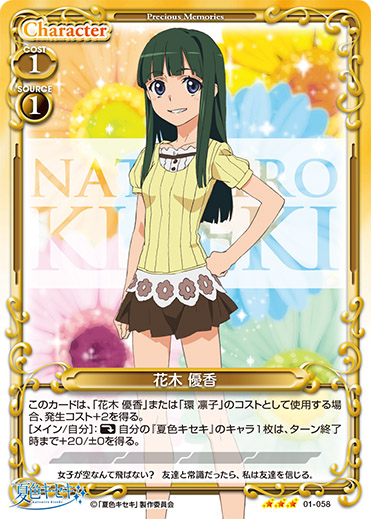 Precious Memories
Character
COST
1
SOURCE
1
NATSUIRO
KISEKI
花木 優香
このカードは、「花木 優香」または「環 凛子」のコストとして使用する場
合、発生コスト+2を得る。
[メイン/自分]: 自分の「夏色キセキ」のキャラ1枚は、ターン終了
時まで+20/±0を得る。
女子が空なんて飛ばない? 友達と常識だったら、私は友達を信じる。
夏色キセキ
©「夏色キセキ」製作委員会
01-058